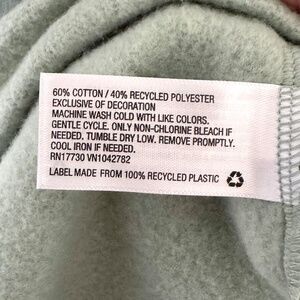 60% COTTON / 40% RECYCLED POLYESTER
EXCLUSIVE OF DECORATION
MACHINE WASH COLD WITH LIKE COLORS.
GENTLE CYCLE. ONLY NON-CHLORINE BLEACH IF
NEEDED. TUMBLE DRY LOW. REMOVE PROMPTLY.
COOL IRON IF NEEDED.
RN17730 VN1042782
LABEL MADE FROM 100% RECYCLED PLASTIC